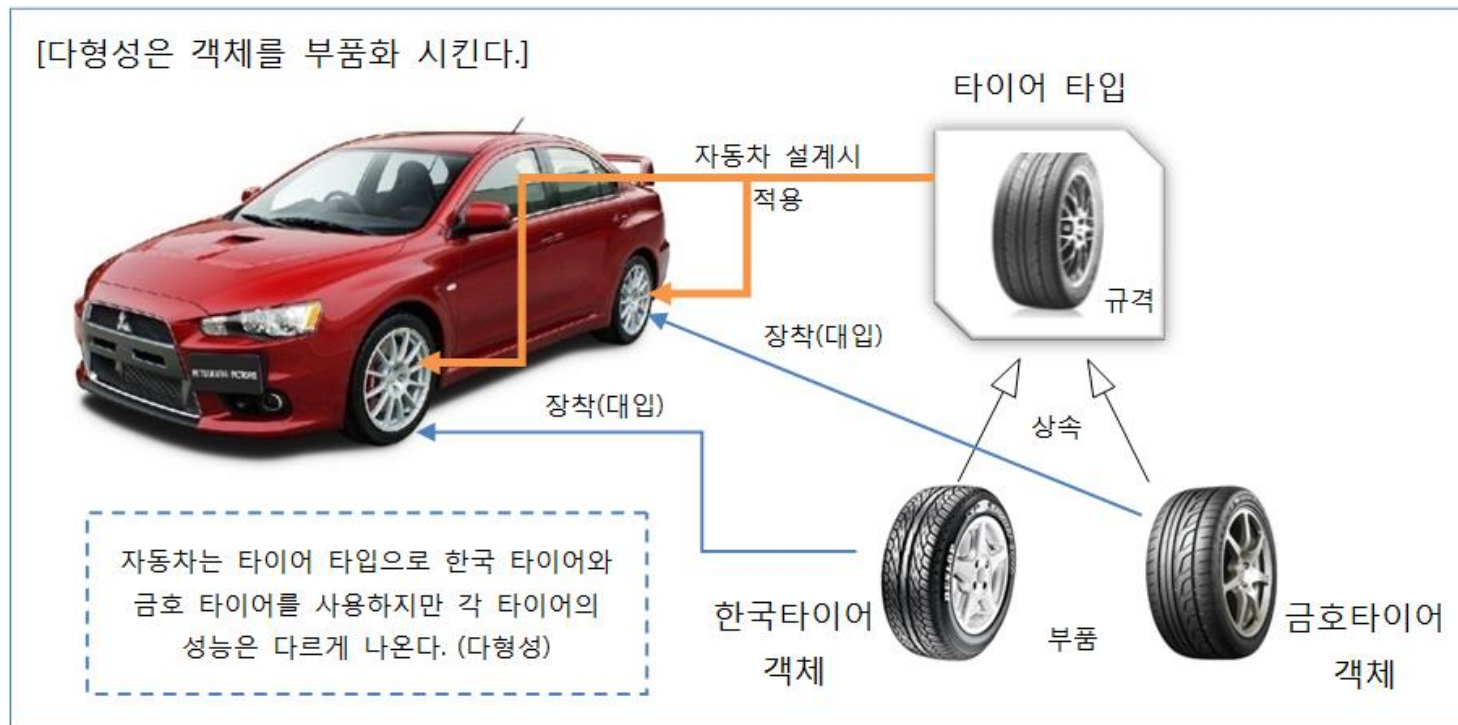 [다형성은 객체를 부품화 시킨다.]
타이어 타입
자동차 설계시
적용
규격
장착(대입)
장착(대입)
상속
자동차는 타이어 타입으로 한국 타이어와
금호 타이어를 사용하지만 각 타이어의
성능은 다르게 나온다. (다형성)
한국타이어
객체
부품
금호타이어
객체